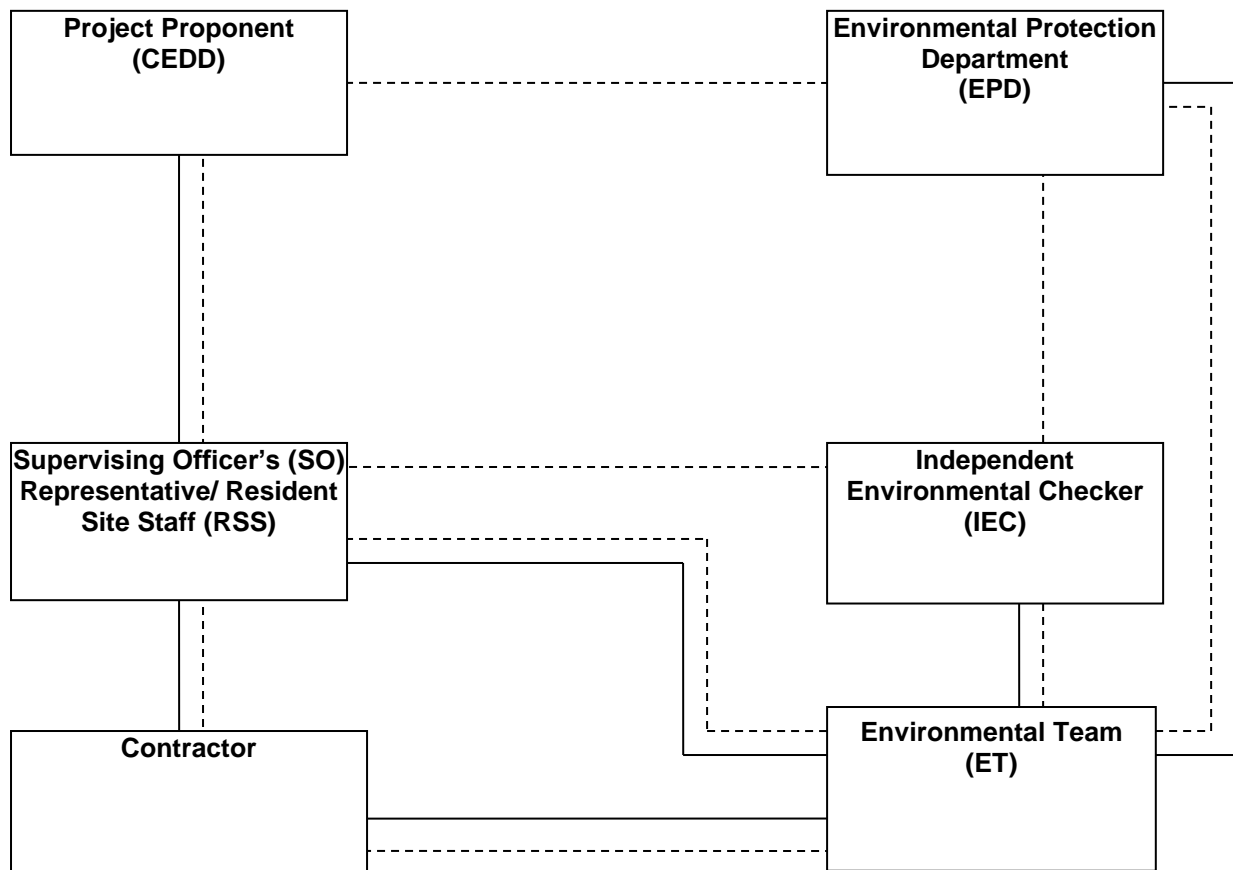 Project Proponent
(CEDD)
Environmental Protection
Department
(EPD)
Supervising Officer's (SO)
Representative/ Resident
Site Staff (RSS)
Independent
Environmental Checker
(IEC)
Contractor
Environmental Team
(ET)